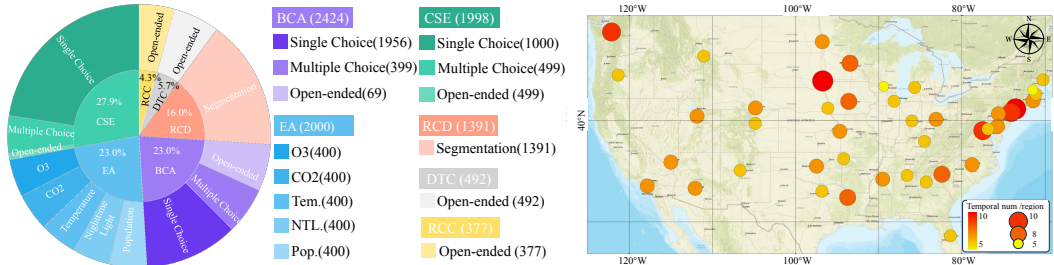 Single Choice
Multiple Choice
Open-ended
O3
CO2
Temperature
Nighttime
Light
Population
Single Choice
Multiple Choice
Open-ended
Segmentation
Open-ended
Open-ended
27.9%
CSE
4.3%
RCC
5.7%
DTC
16.0%
RCD
23.0%
EA
23.0%
BCA
BCA (2424)
Single Choice(1956)
Multiple Choice(399)
Open-ended(69)
EA (2000)
O3(400)
CO2(400)
Tem.(400)
NTL.(400)
Pop.(400)
CSE (1998)
Single Choice(1000)
Multiple Choice(499)
Open-ended (499)
RCD (1391)
Segmentation(1391)
DTC (492)
Open-ended (492)
RCC (377)
Open-ended (377)
120°W
100°W
80°W
N
W
E
S
40°N
40°N
Temporal num /region
10
5
10
8
5
120°W
100°W
80°W